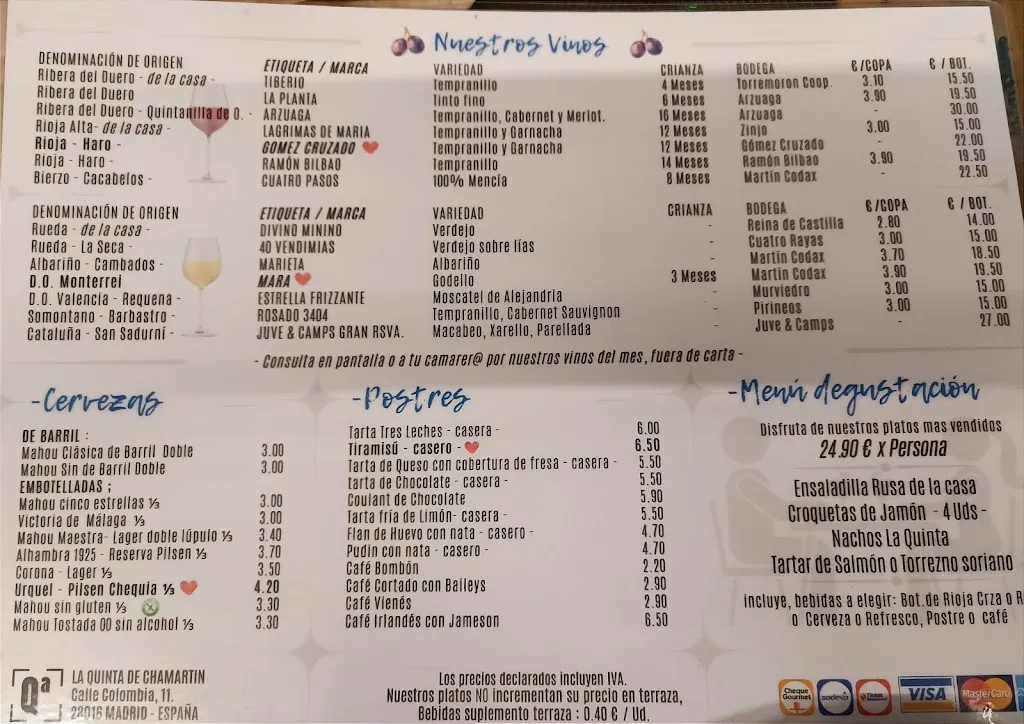 Nuestros Vinos
DENOMINACIÓN DE ORIGEN ETIQUETA / MARCA VARIEDAD CRIANZA BODEGA €/COPA € / BOT.
Ribera del Duero - de la casa - TIBERIO Tempranillo 4 Meses Torremoron Coop. 3.10 15.50
Ribera del Duero LA PLANTA Tinto fino 6 Meses Arzuaga 3.90 19.50
Ribera del Duero - Quintanilla de O. - ARZUAGA Tempranillo, Cabernet y Merlot. 16 Meses Arzuaga - 30.00
Rioja Alta- de la casa - LAGRIMAS DE MARIA Tempranillo y Garnacha 12 Meses Zinjo 3.00 15.00
Rioja - Haro - GOMEZ CRUZADO ❤ Tempranillo y Garnacha 12 Meses Gómez Cruzado - 22.00
Rioja - Haro - RAMÓN BILBAO Tempranillo 14 Meses Ramón Bilbao 3.90 19.50
Bierzo - Cacabelos - CUATRO PASOS 100% Mencia 8 Meses Martin Codax - 22.50
DENOMINACIÓN DE ORIGEN ETIQUETA / MARCA VARIEDAD CRIANZA BODEGA €/COPA € / BOT.
Rueda - de la casa - DIVINO MININO Verdejo - Reina de Castilla 2.80 14.00
Rueda - La Seca - 40 VENDIMIAS Verdejo sobre lías - Cuatro Rayas 3.00 15.00
Albariño - Cambados - MARIETA Albariño - Martin Codax 3.70 18.50
D.O. Monterrei MARA ❤ Godello 3 Meses Martin Codax 3.90 19.50
D.O. Valencia - Requena - ESTRELLA FRIZZANTE Moscatel de Alejandria - Murviedro 3.00 15.00
Somontano - Barbastro - ROSADO 3404 Tempranillo, Cabernet Sauvignon - Pirineos 3.00 15.00
Cataluña - San Sadurní - JUVE & CAMPS GRAN RSVA. Macabeo, Xarello, Parellada - Juve & Camps - 27.00
- Consulta en pantalla o a tu camarer@ por nuestros vinos del mes, fuera de carta -
-Cervezas
DE BARRIL :
Mahou Clásica de Barril Doble 3.00
Mahou Sin de Barril Doble 3.00
EMBOTELLADAS ;
Mahou cinco estrellas ⅓ 3.00
Victoria de Málaga ⅓ 3.00
Mahou Maestra- Lager doble lúpulo ⅓ 3.40
Alhambra 1925 - Reserva Pilsen ⅓ 3.70
Corona - Lager ⅓ 3.50
Urquel - Pilsen Chequia ⅓ ❤ 4.20
Mahou sin gluten ⅓ 3.30
Mahou Tostada 00 sin alcohol ⅓ 3.30
-Postres
Tarta Tres Leches - casera - 6.00
Tiramisú - casero - ❤ 6.50
Tarta de Queso con cobertura de fresa - casera - 5.50
tarta de Chocolate - casera - 5.50
Coulant de Chocolate 5.90
Tarta fría de Limón- casera - 5.50
Flan de Huevo con nata - casero - 4.70
Pudin con nata - casero - 4.70
Café Bombón 2.20
Café Cortado con Baileys 2.90
Café Vienés 2.90
Café Irlandés con Jameson 6.50
-Menú degustación
Disfruta de nuestros platos mas vendidos
24.90 € x Persona
Ensaladilla Rusa de la casa
Croquetas de Jamón - 4 Uds -
Nachos La Quinta
Tartar de Salmón o Torrezno soriano
incluye, bebidas a elegir: Bot. de Rioja Crza o R
o Cerveza o Refresco, Postre o café
Qª
LA QUINTA DE CHAMARTIN
Calle Colombia, 11.
28016 MADRID - ESPAÑA
Los precios declarados incluyen IVA.
Nuestros platos NO incrementan su precio en terraza,
Bebidas suplemento terraza : 0.40 € / Ud.
Cheque Gourmet
sodexo
VISA
MasterCard